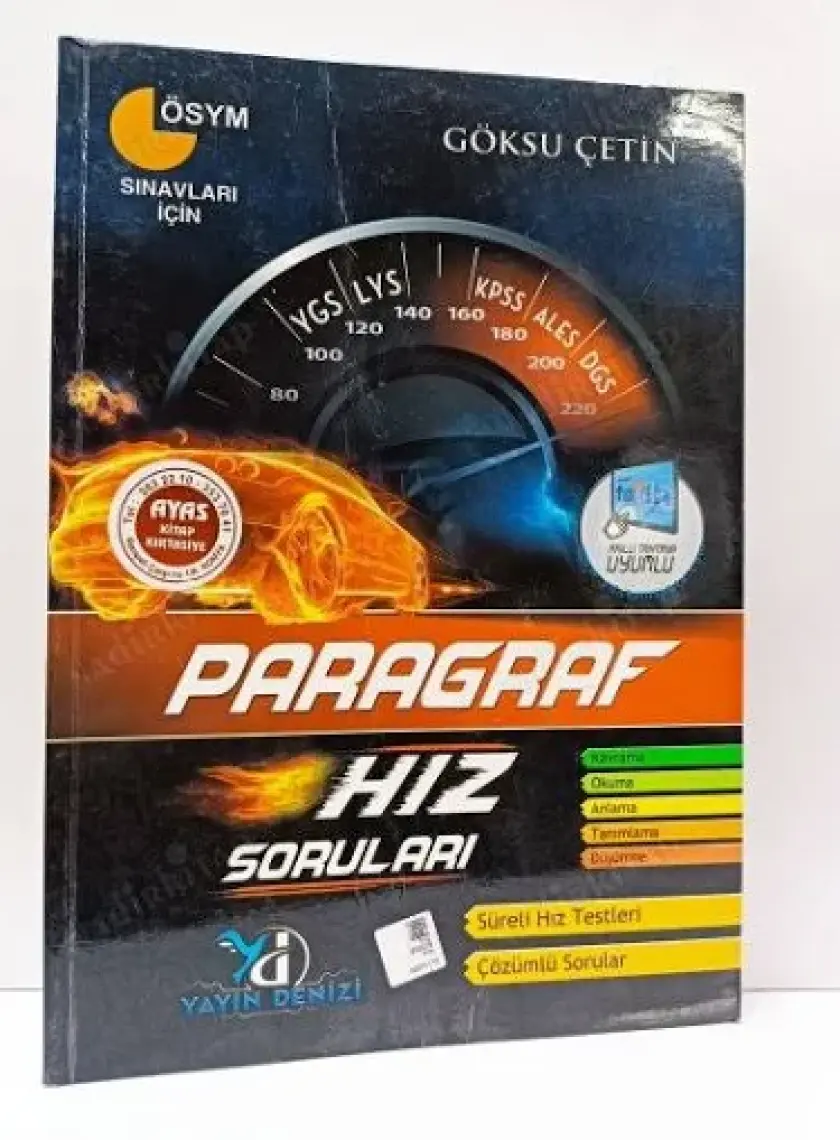 ÖSYM
SINAVLARI
İÇİN
GÖKSU ÇETİN
YGS LYS KPSS ALES DGS
80 100 120 140 160 180 200 220
AYAS
KİTAP
KIRTASİYE
UYUMLU
PARAGRAF
HIZ
SORULARI
Kavrama
Okuma
Anlama
Tanımlama
Süreli Hız Testleri
Çözümlü Sorular
YAYIN DENİZİ